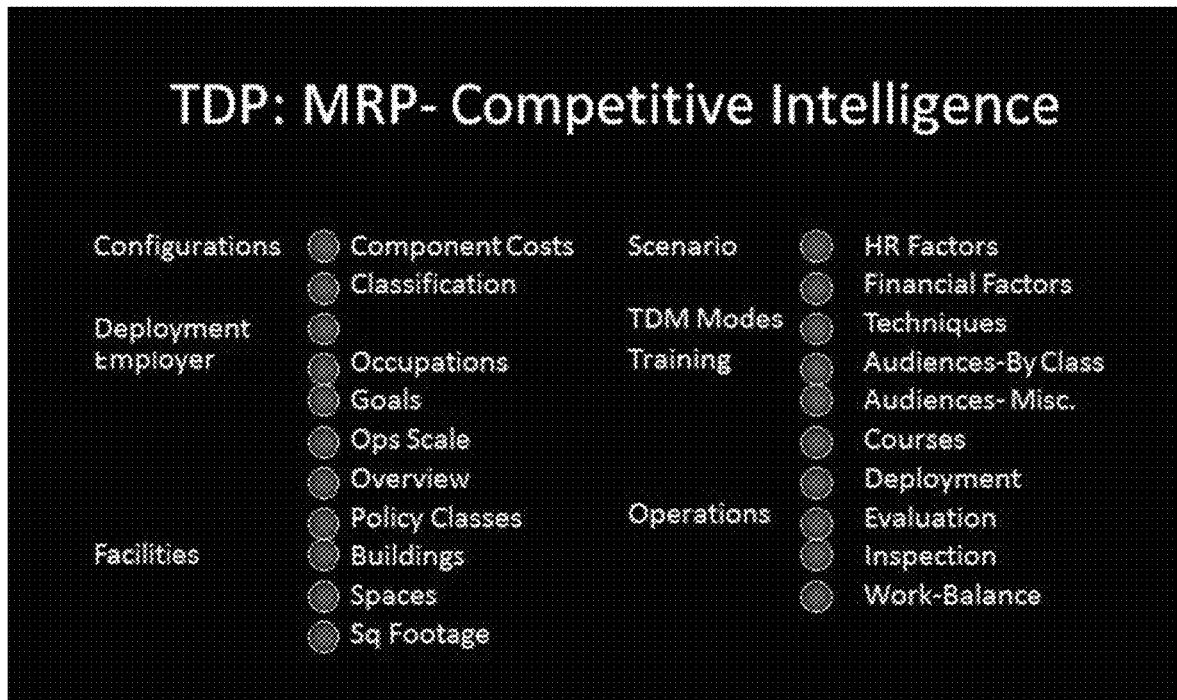 TDP: MRP- Competitive Intelligence
Configurations Component Costs
Classification
Deployment
Employer Occupations
Goals
Ops Scale
Overview
Policy Classes
Facilities Buildings
Spaces
Sq Footage
Scenario HR Factors
Financial Factors
TDM Modes Techniques
Training Audiences-By Class
Audiences- Misc.
Courses
Deployment
Operations Evaluation
Inspection
Work-Balance